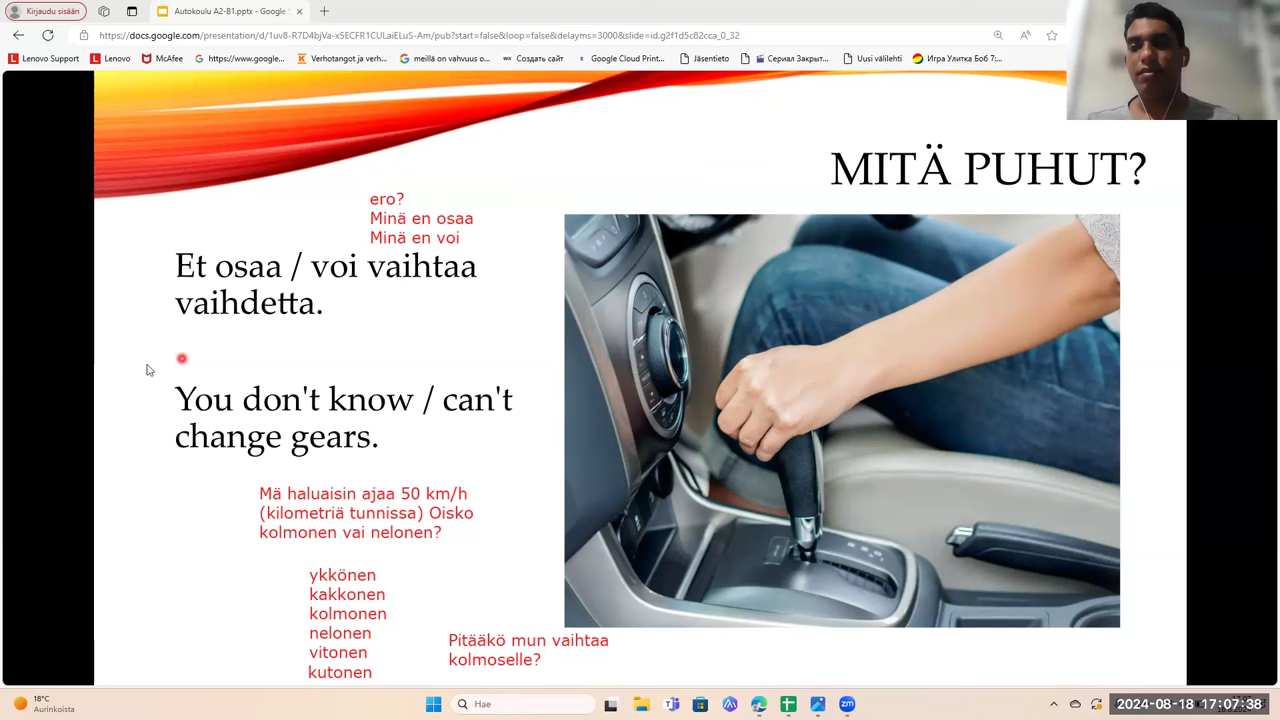 Kirjaudu sisään
Autokoulu A2-B1.pptx - Google
https://docs.google.com/presentation/d/1uv8-R7D4bjVa-x5ECFR1CULaiELuS-Am/pub?start=false&loop=false&delayms=3000&slide=id.g2f1d5c82cca_0_32
Lenovo Support
Lenovo
McAfee
https://www.google...
Verhotangot ja verh...
meillä on vahvuus o...
Создать сайт
Google Cloud Print...
Jäsentieto
Сериал Закрыт...
Uusi välilehti
Игра Улитка Боб 7:...
MITÄ PUHUT?
ero?
Minä en osaa
Minä en voi
Et osaa / voi vaihtaa
vaihdetta.
You don't know / can't
change gears.
Mä haluaisin ajaa 50 km/h
(kilometriä tunnissa) Oisko
kolmonen vai nelonen?
ykkönen
kakkonen
kolmonen
nelonen
vitonen
kutonen
Pitääkö mun vaihtaa
kolmoselle?
18°C
Aurinkoista
Hae
2024-08-18 17:07:38